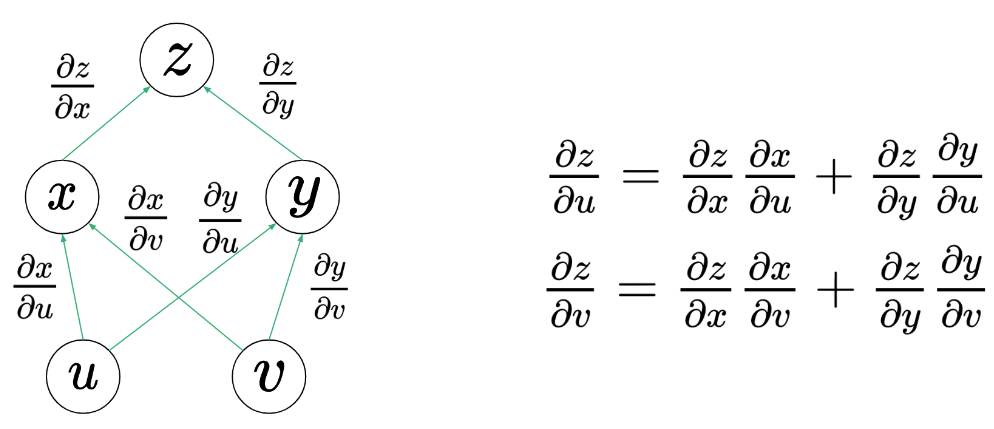 z
∂z/∂x
∂z/∂y
x
∂x/∂v
∂y/∂u
y
∂x/∂u
∂y/∂v
u
v
∂z/∂u = ∂z/∂x ∂x/∂u + ∂z/∂y ∂y/∂u
∂z/∂v = ∂z/∂x ∂x/∂v + ∂z/∂y ∂y/∂v